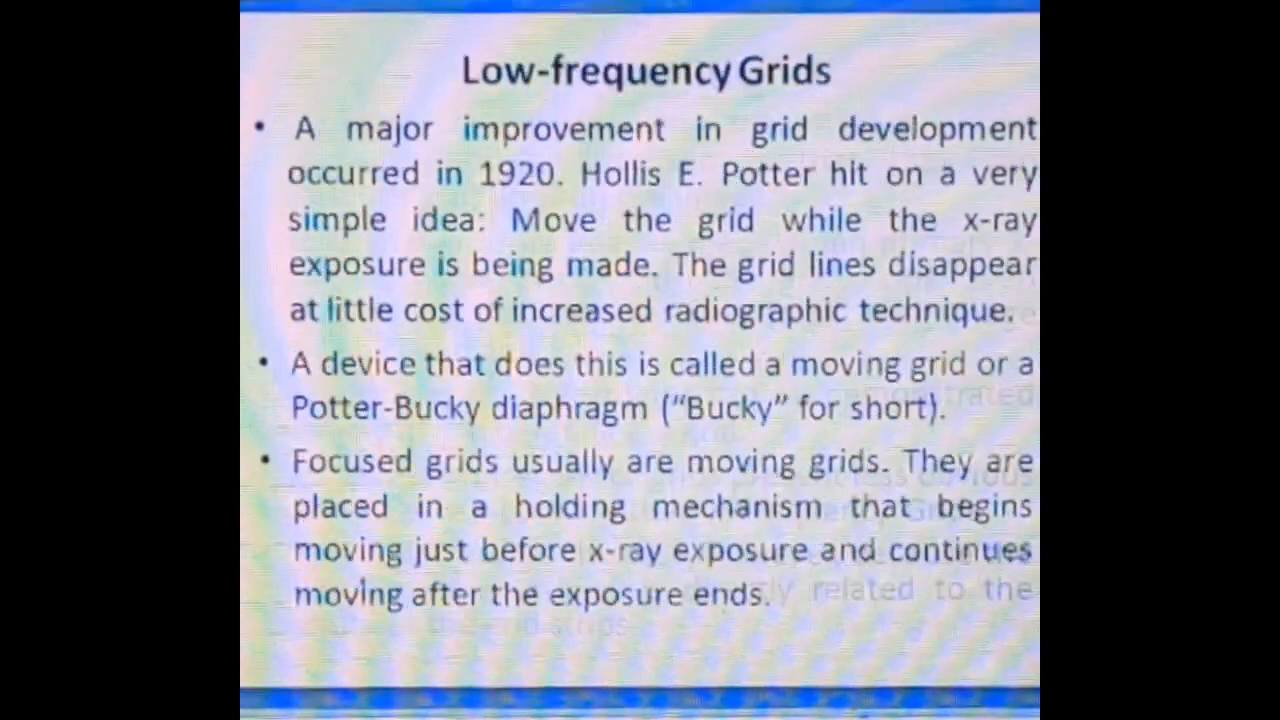 Low-frequency Grids
• A major improvement in grid development
occurred in 1920. Hollis E. Potter hit on a very
simple idea: Move the grid while the x-ray
exposure is being made. The grid lines disappear
at little cost of increased radiographic technique.
• A device that does this is called a moving grid or a
Potter-Bucky diaphragm ("Bucky" for short).
• Focused grids usually are moving grids. They are
placed in a holding mechanism that begins
moving just before x-ray exposure and continues
moving after the exposure ends.
related to the